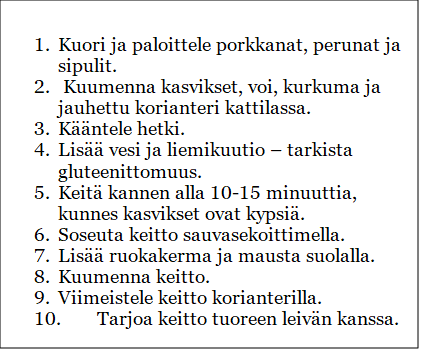 1. Kuori ja paloittele porkkanat, perunat ja
sipulit.
2. Kuumenna kasvikset, voi, kurkuma ja
jauhettu korianteri kattilassa.
3. Kääntele hetki.
4. Lisää vesi ja liemikuutio – tarkista
gluteenittomuus.
5. Keitä kannen alla 10-15 minuuttia,
kunnes kasvikset ovat kypsiä.
6. Soseuta keitto sauvasekoittimella.
7. Lisää ruokakerma ja mausta suolalla.
8. Kuumenna keitto.
9. Viimeistele keitto korianterilla.
10. Tarjoa keitto tuoreen leivän kanssa.